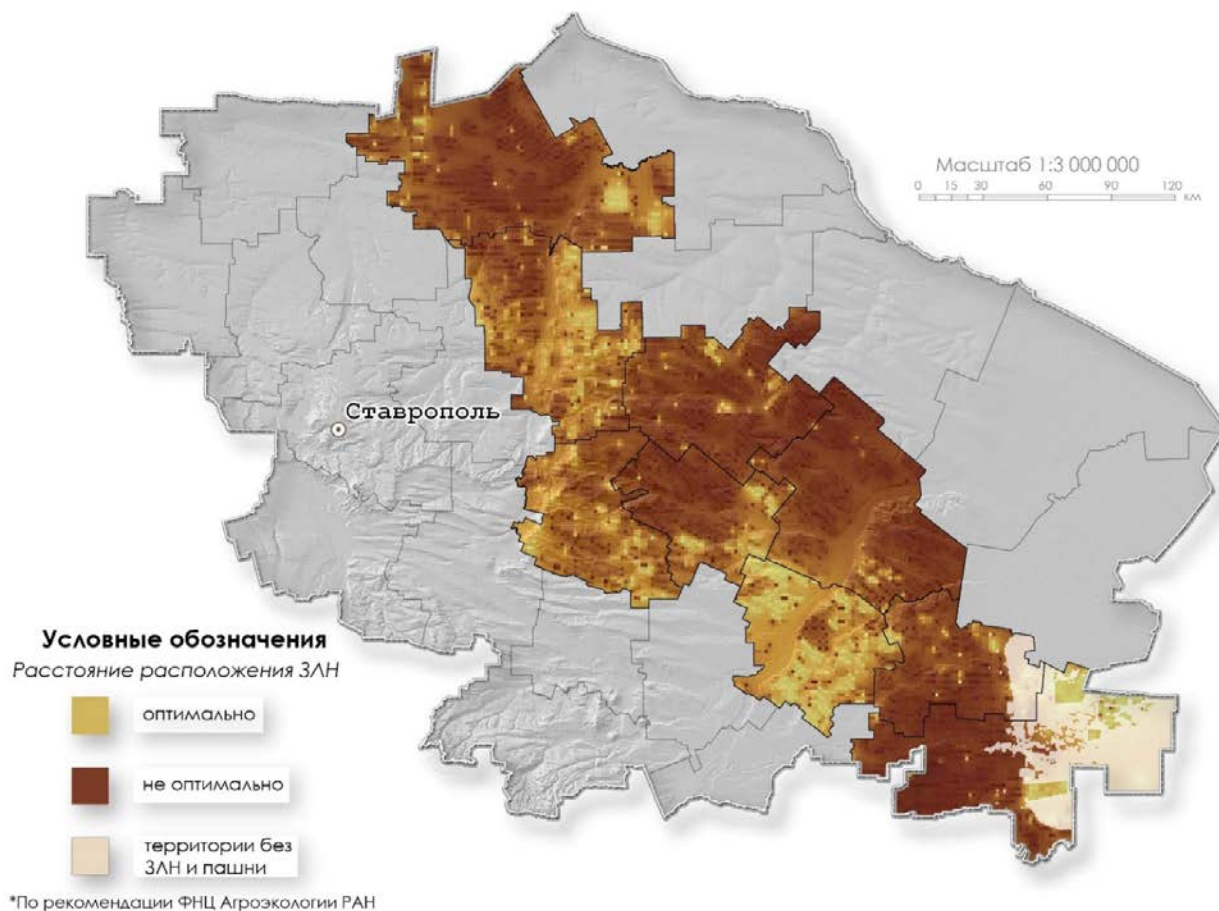 Масштаб 1:3 000 000
0 15 30 60 90 120
км
Ставрополь
Условные обозначения
Расстояние расположения ЗЛН
оптимально
не оптимально
территории без
ЗЛН и пашни
*По рекомендации ФНЦ Агроэкологии РАН